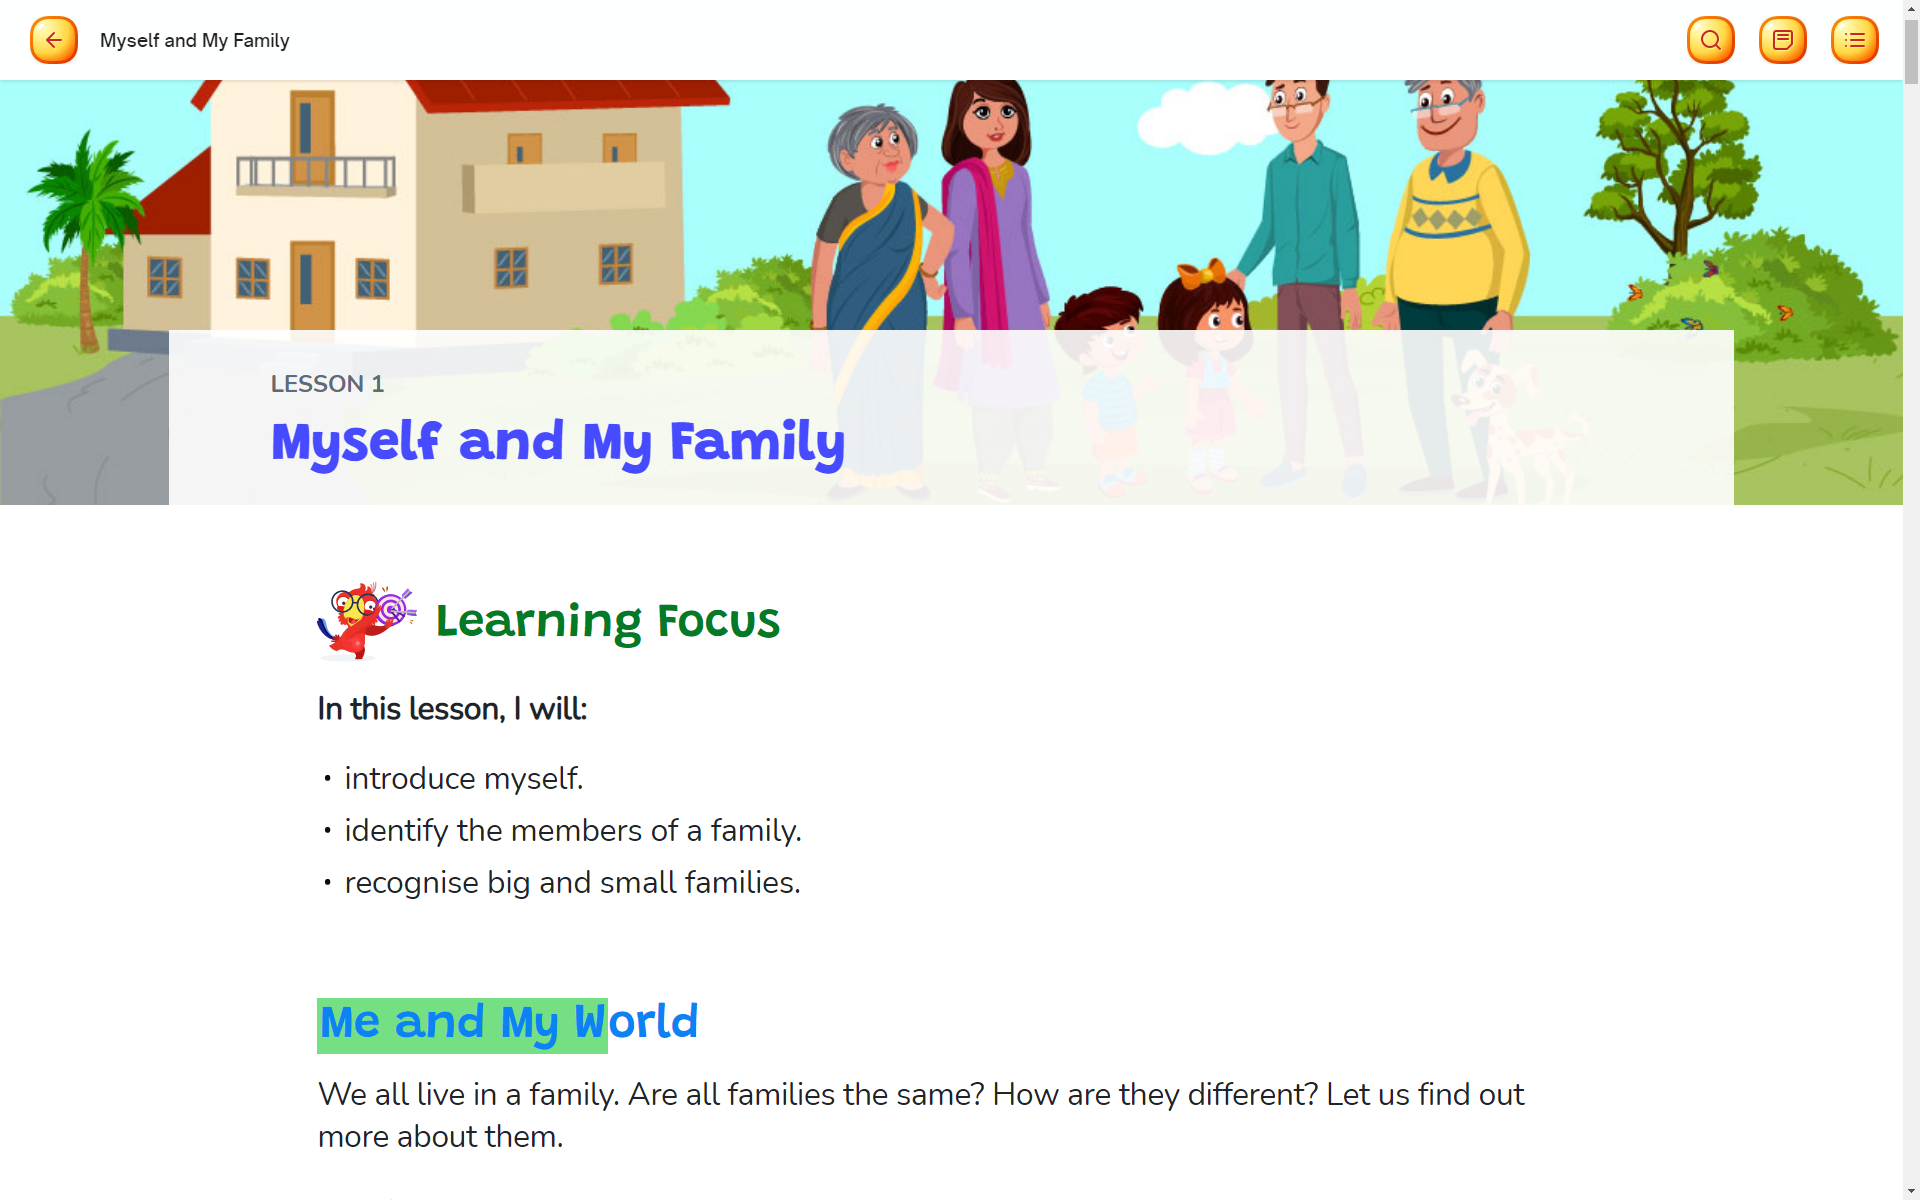 Myself and My Family
LESSON 1
Myself and My Family
Learning Focus
In this lesson, I will:
• introduce myself.
• identify the members of a family.
• recognise big and small families.
Me and My World
We all live in a family. Are all families the same? How are they different? Let us find out
more about them.